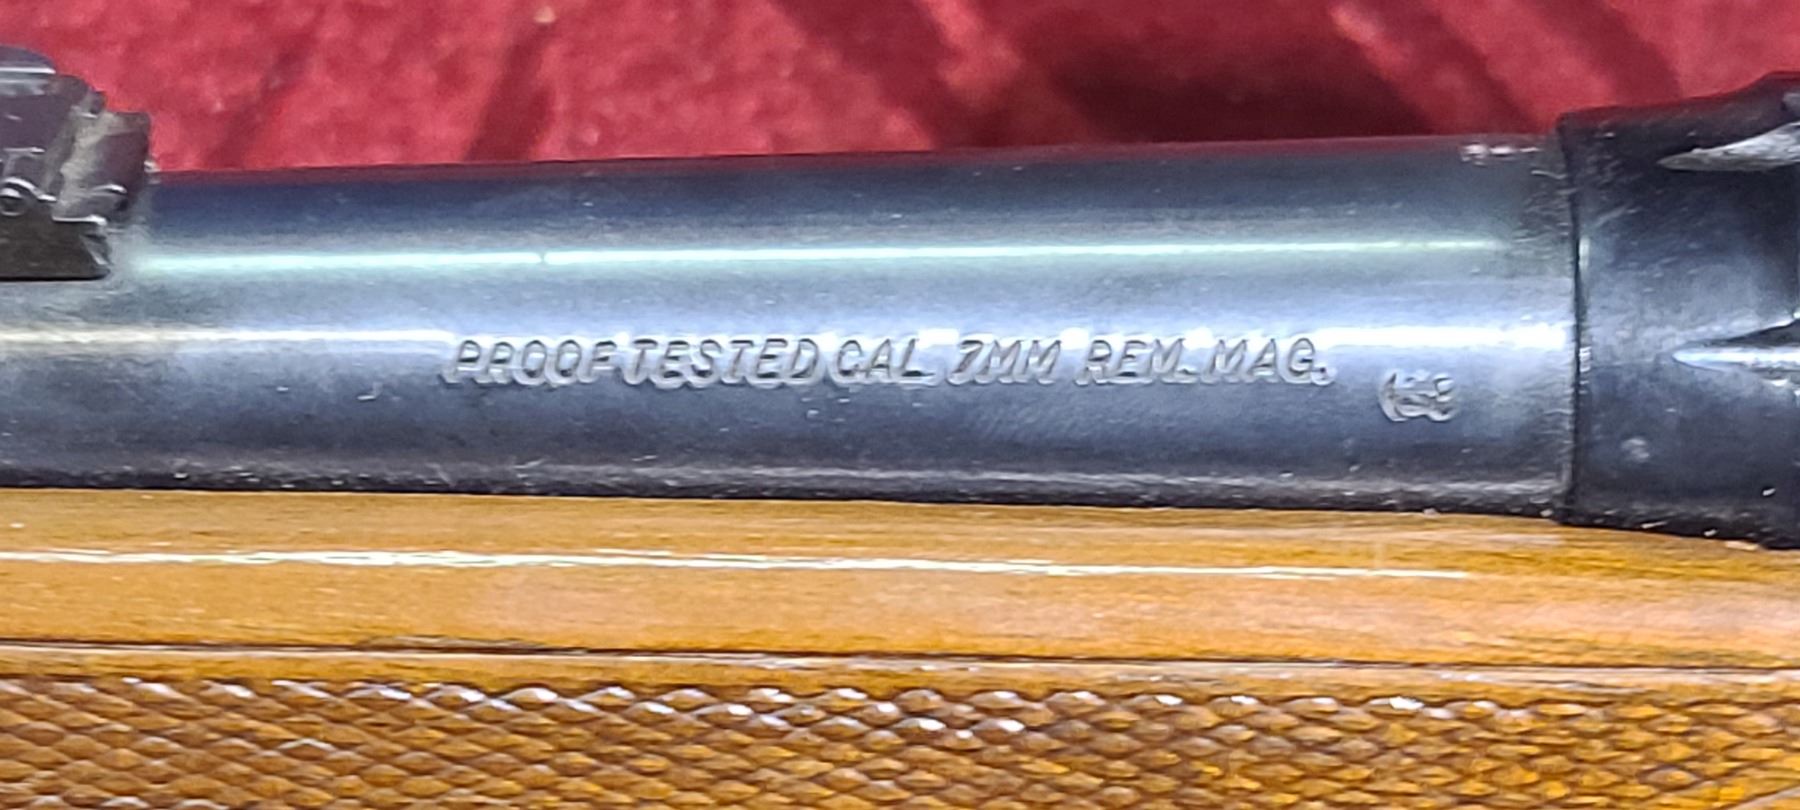 PROOF TESTED CAL 7MM REM. MAG.